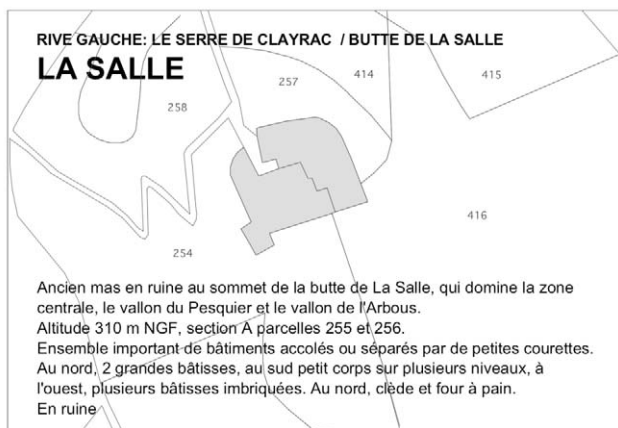 RIVE GAUCHE: LE SERRE DE CLAYRAC / BUTTE DE LA SALLE
LA SALLE
257
414
415
258
416
254
Ancien mas en ruine au sommet de la butte de La Salle, qui domine la zone
centrale, le vallon du Pesquier et le vallon de l'Arbous.
Altitude 310 m NGF, section A parcelles 255 et 256.
Ensemble important de bâtiments accolés ou séparés par de petites courettes.
Au nord, 2 grandes bâtisses, au sud petit corps sur plusieurs niveaux, à
l'ouest, plusieurs bâtisses imbriquées. Au nord, clède et four à pain.
En ruine